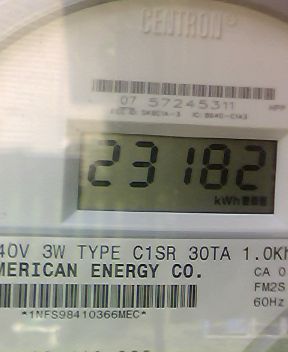 CENTRON®
07 57245311
23182
kWh
40V 3W TYPE C1SR 30TA 1.0Kh
MERICAN ENERGY CO.
CA 0
FM2S
60Hz
*1NFS98410366MEC*